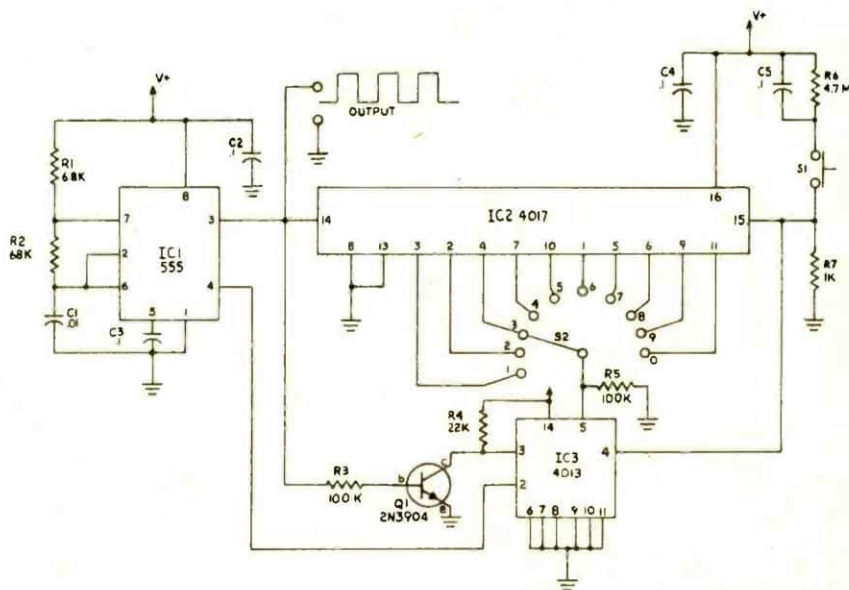 V+
C4
.1
C5
.1
R6
4.7M
V+
OUTPUT
C2
.1
S1
R1
6.8K
8
7
3
14
IC2 4017
16
15
IC1
555
2
R2
68K
6
4
8
13
3
2
4
7
10
1
5
6
9
11
R7
1K
C1
.01
5
1
C3
.1
4
5
6
7
3
8
S2
9
2
0
1
R5
100K
R4
22K
14
5
3
IC3
4013
4
2
R3
100K
b
c
e
Q1
2N3904
6 7 8 9 10 11